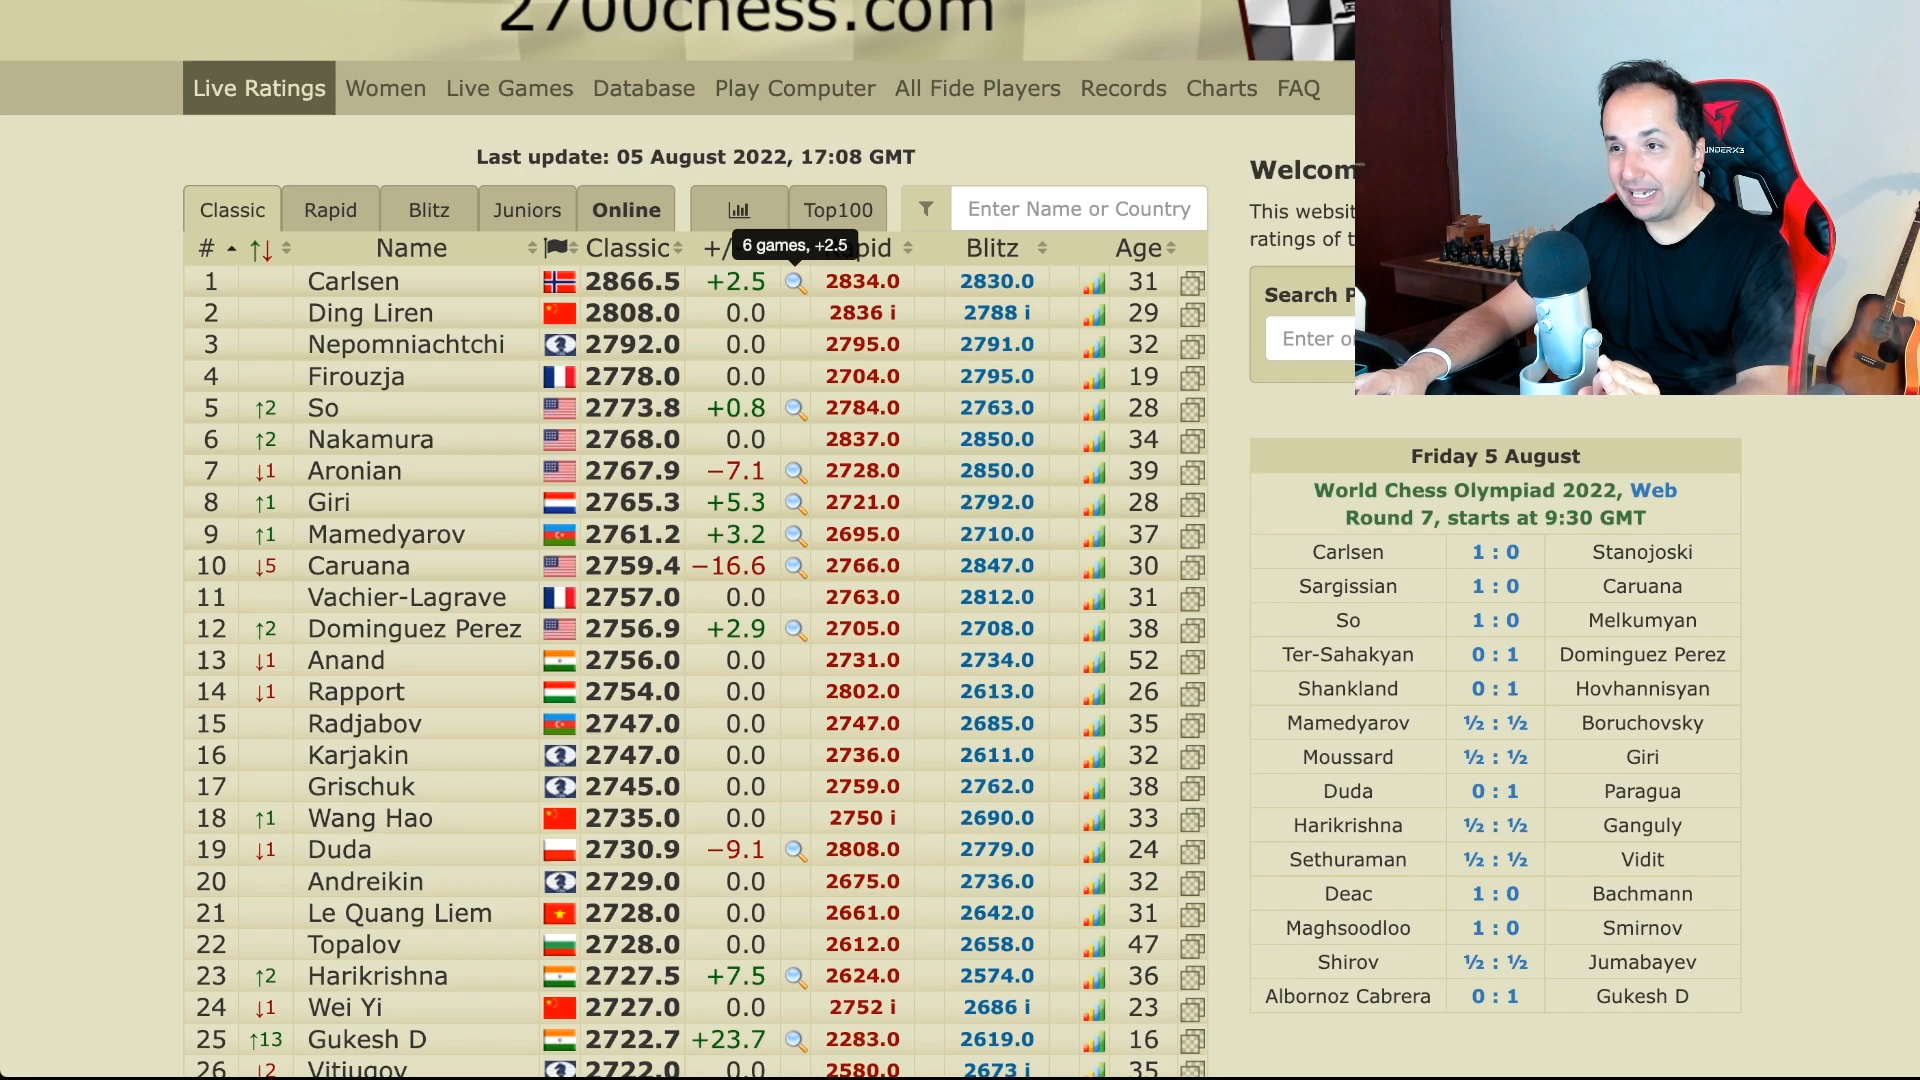 2700chess.com
Live Ratings Women Live Games Database Play Computer All Fide Players Records Charts FAQ
Last update: 05 August 2022, 17:08 GMT
Classic Rapid Blitz Juniors Online Top100 Enter Name or Country
6 games, +2.5
# ↑↓ Name Classic +/ pid Blitz Age
1 Carlsen 2866.5 +2.5 2834.0 2830.0 31
2 Ding Liren 2808.0 0.0 2836 i 2788 i 29
3 Nepomniachtchi 2792.0 0.0 2795.0 2791.0 32
4 Firouzja 2778.0 0.0 2704.0 2795.0 19
5 ↑2 So 2773.8 +0.8 2784.0 2763.0 28
6 ↑2 Nakamura 2768.0 0.0 2837.0 2850.0 34
7 ↓1 Aronian 2767.9 −7.1 2728.0 2850.0 39
8 ↑1 Giri 2765.3 +5.3 2721.0 2792.0 28
9 ↑1 Mamedyarov 2761.2 +3.2 2695.0 2710.0 37
10 ↓5 Caruana 2759.4 −16.6 2766.0 2847.0 30
11 Vachier-Lagrave 2757.0 0.0 2763.0 2812.0 31
12 ↑2 Dominguez Perez 2756.9 +2.9 2705.0 2708.0 38
13 ↓1 Anand 2756.0 0.0 2731.0 2734.0 52
14 ↓1 Rapport 2754.0 0.0 2802.0 2613.0 26
15 Radjabov 2747.0 0.0 2747.0 2685.0 35
16 Karjakin 2747.0 0.0 2736.0 2611.0 32
17 Grischuk 2745.0 0.0 2759.0 2762.0 38
18 ↑1 Wang Hao 2735.0 0.0 2750 i 2690.0 33
19 ↓1 Duda 2730.9 −9.1 2808.0 2779.0 24
20 Andreikin 2729.0 0.0 2675.0 2736.0 32
21 Le Quang Liem 2728.0 0.0 2661.0 2642.0 31
22 Topalov 2728.0 0.0 2612.0 2658.0 47
23 ↑2 Harikrishna 2727.5 +7.5 2624.0 2574.0 36
24 ↓1 Wei Yi 2727.0 0.0 2752 i 2686 i 23
25 ↑13 Gukesh D 2722.7 +23.7 2283.0 2619.0 16
26 ↓2 Vitiugov 2722.0 0.0 2580.0 2673 i 35
Welcom
This websit
ratings of t
Search P
Enter o
Friday 5 August
World Chess Olympiad 2022, Web
Round 7, starts at 9:30 GMT
Carlsen 1 : 0 Stanojoski
Sargissian 1 : 0 Caruana
So 1 : 0 Melkumyan
Ter-Sahakyan 0 : 1 Dominguez Perez
Shankland 0 : 1 Hovhannisyan
Mamedyarov ½ : ½ Boruchovsky
Moussard ½ : ½ Giri
Duda 0 : 1 Paragua
Harikrishna ½ : ½ Ganguly
Sethuraman ½ : ½ Vidit
Deac 1 : 0 Bachmann
Maghsoodloo 1 : 0 Smirnov
Shirov ½ : ½ Jumabayev
Albornoz Cabrera 0 : 1 Gukesh D
UNDERX3